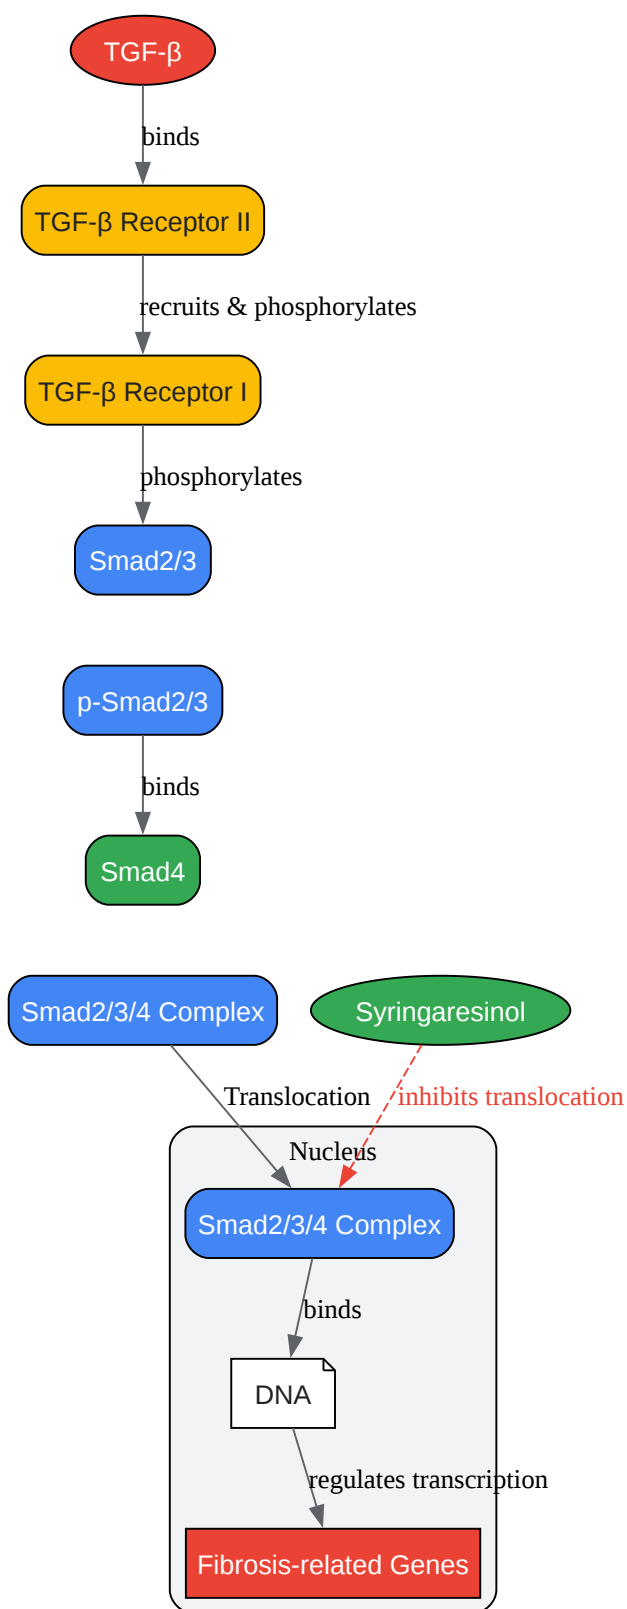 TGF-β
binds
TGF-β Receptor II
recruits & phosphorylates
TGF-β Receptor I
phosphorylates
Smad2/3
p-Smad2/3
binds
Smad4
Smad2/3/4 Complex
Syringaresinol
Translocation
inhibits translocation
Nucleus
Smad2/3/4 Complex
binds
DNA
regulates transcription
Fibrosis-related Genes